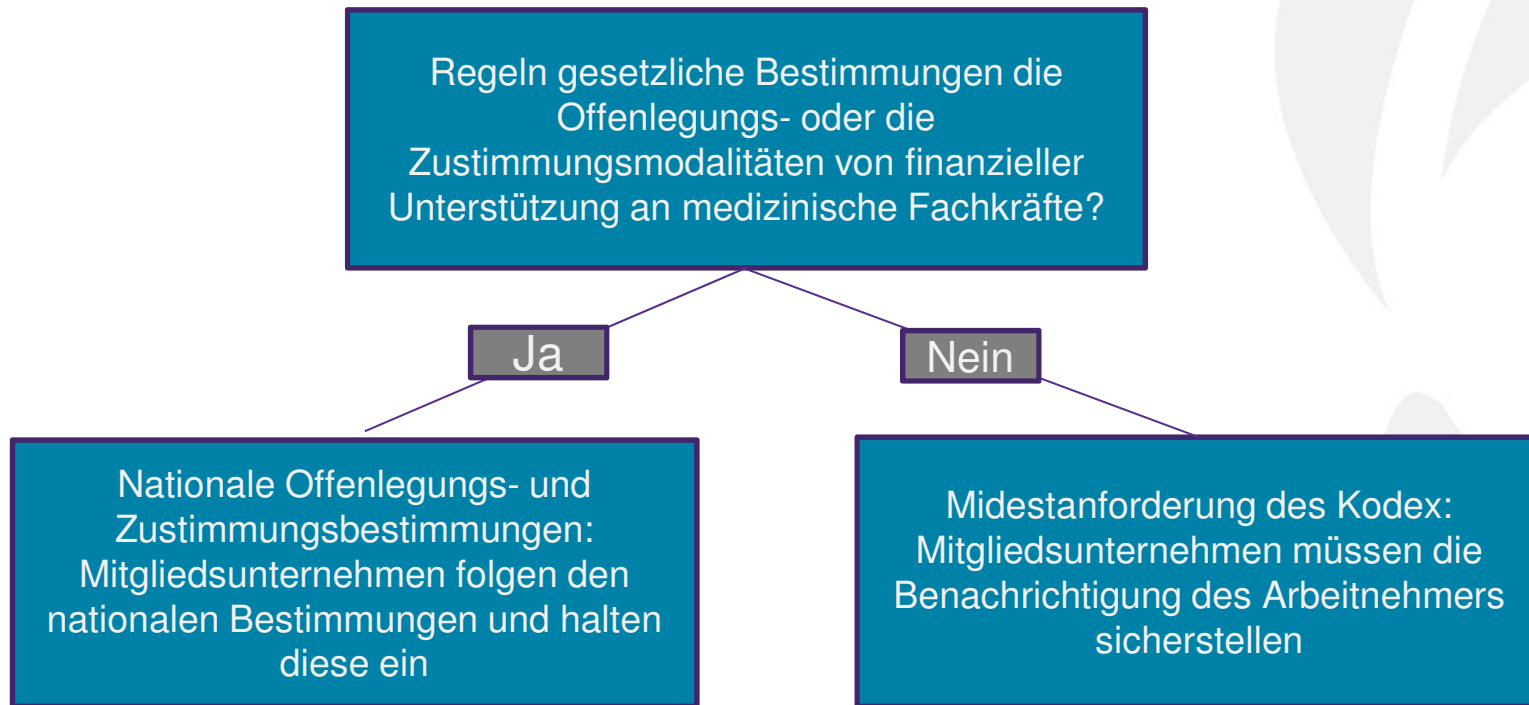 Regeln gesetzliche Bestimmungen die
Offenlegungs- oder die
Zustimmungsmodalitäten von finanzieller
Unterstützung an medizinische Fachkräfte?
Ja
Nein
Nationale Offenlegungs- und
Zustimmungsbestimmungen:
Mitgliedsunternehmen folgen den
nationalen Bestimmungen und halten
diese ein
Midestanforderung des Kodex:
Mitgliedsunternehmen müssen die
Benachrichtigung des Arbeitnehmers
sicherstellen